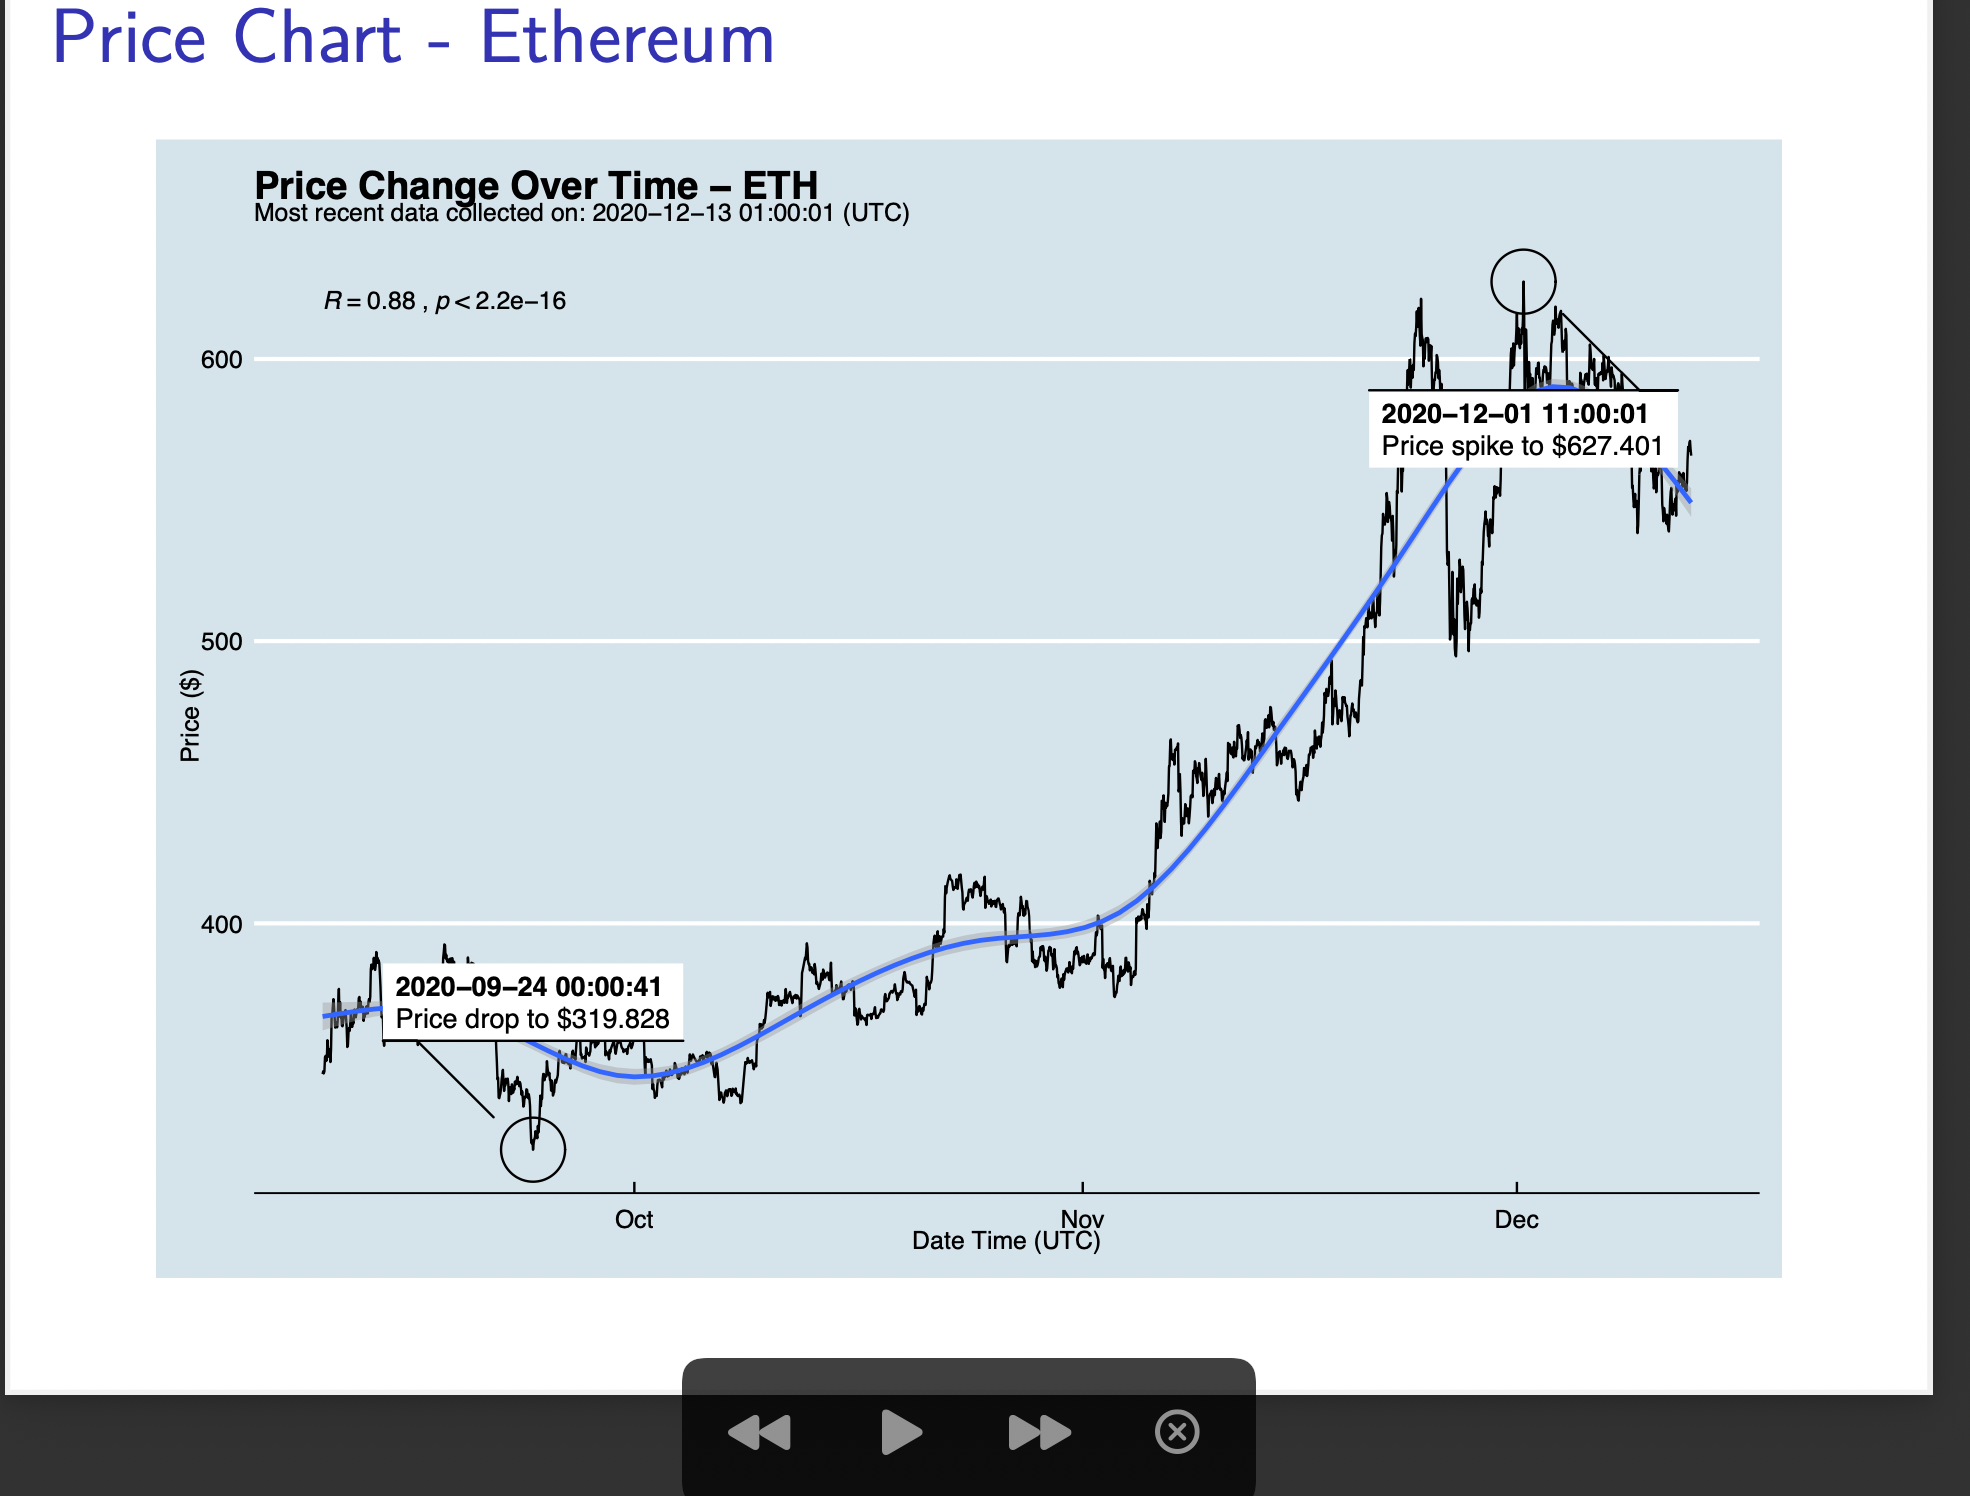 Price Chart - Ethereum
Price Change Over Time – ETH
Most recent data collected on: 2020–12–13 01:00:01 (UTC)
R = 0.88 , p < 2.2e–16
600
2020–12–01 11:00:01
Price spike to $627.401
500
Price ($)
400
2020–09–24 00:00:41
Price drop to $319.828
Oct
Nov
Dec
Date Time (UTC)